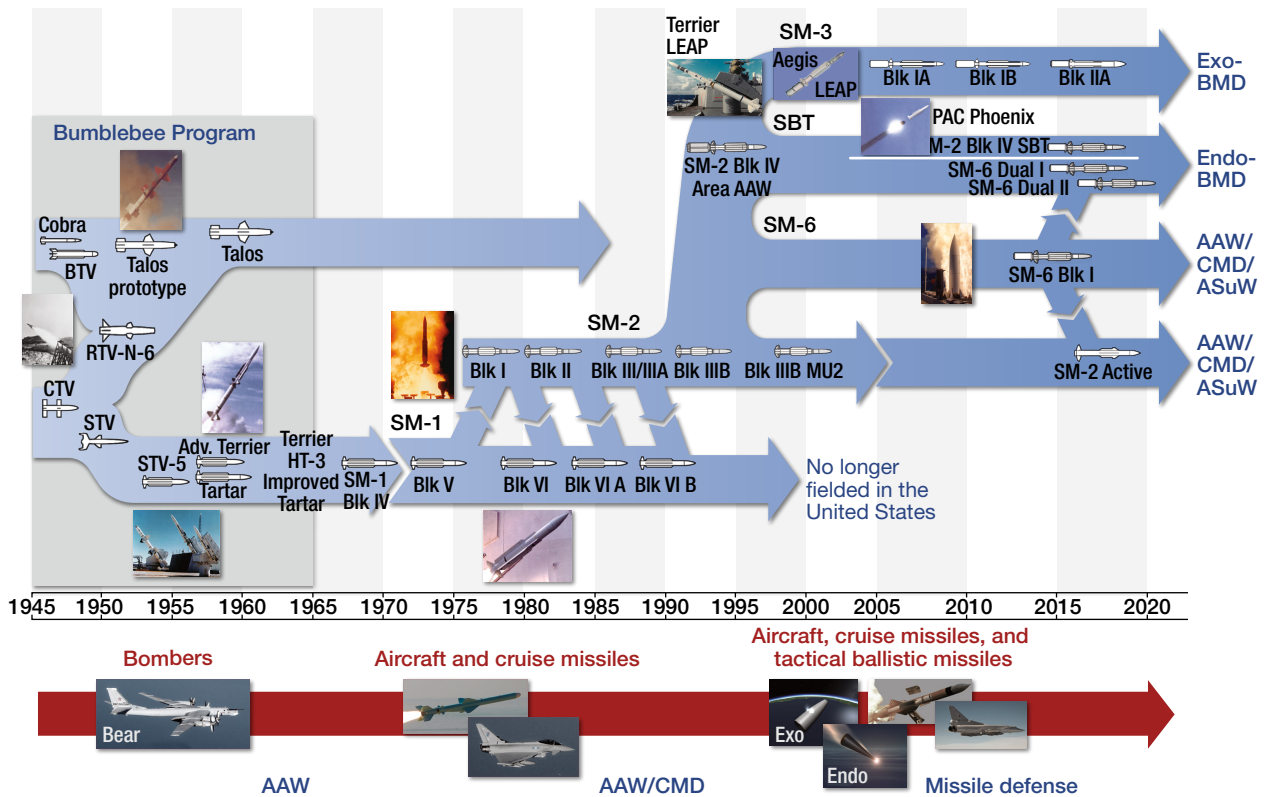 Terrier
LEAP
SM-3
Aegis
LEAP
Blk IA
Blk IB
Blk IIA
Exo-
BMD
Bumblebee Program
SBT
PAC Phoenix
SM-2 Blk IV
Area AAW
M-2 Blk IV SBT
SM-6 Dual I
SM-6 Dual II
Endo-
BMD
Cobra
BTV
Talos
prototype
Talos
SM-6
SM-6 Blk I
AAW/
CMD/
ASuW
RTV-N-6
SM-2
Blk I
Blk II
Blk III/IIIA
Blk IIIB
Blk IIIB MU2
SM-2 Active
AAW/
CMD/
ASuW
CTV
STV
SM-1
STV-5
Adv. Terrier
Tartar
Terrier
HT-3
Improved
Tartar
SM-1
Blk IV
Blk V
Blk VI
Blk VI A
Blk VI B
No longer
fielded in the
United States
1945 1950 1955 1960 1965 1970 1975 1980 1985 1990 1995 2000 2005 2010 2015 2020
Bombers
Aircraft and cruise missiles
Aircraft, cruise missiles, and
tactical ballistic missiles
Bear
Exo
Endo
AAW
AAW/CMD
Missile defense